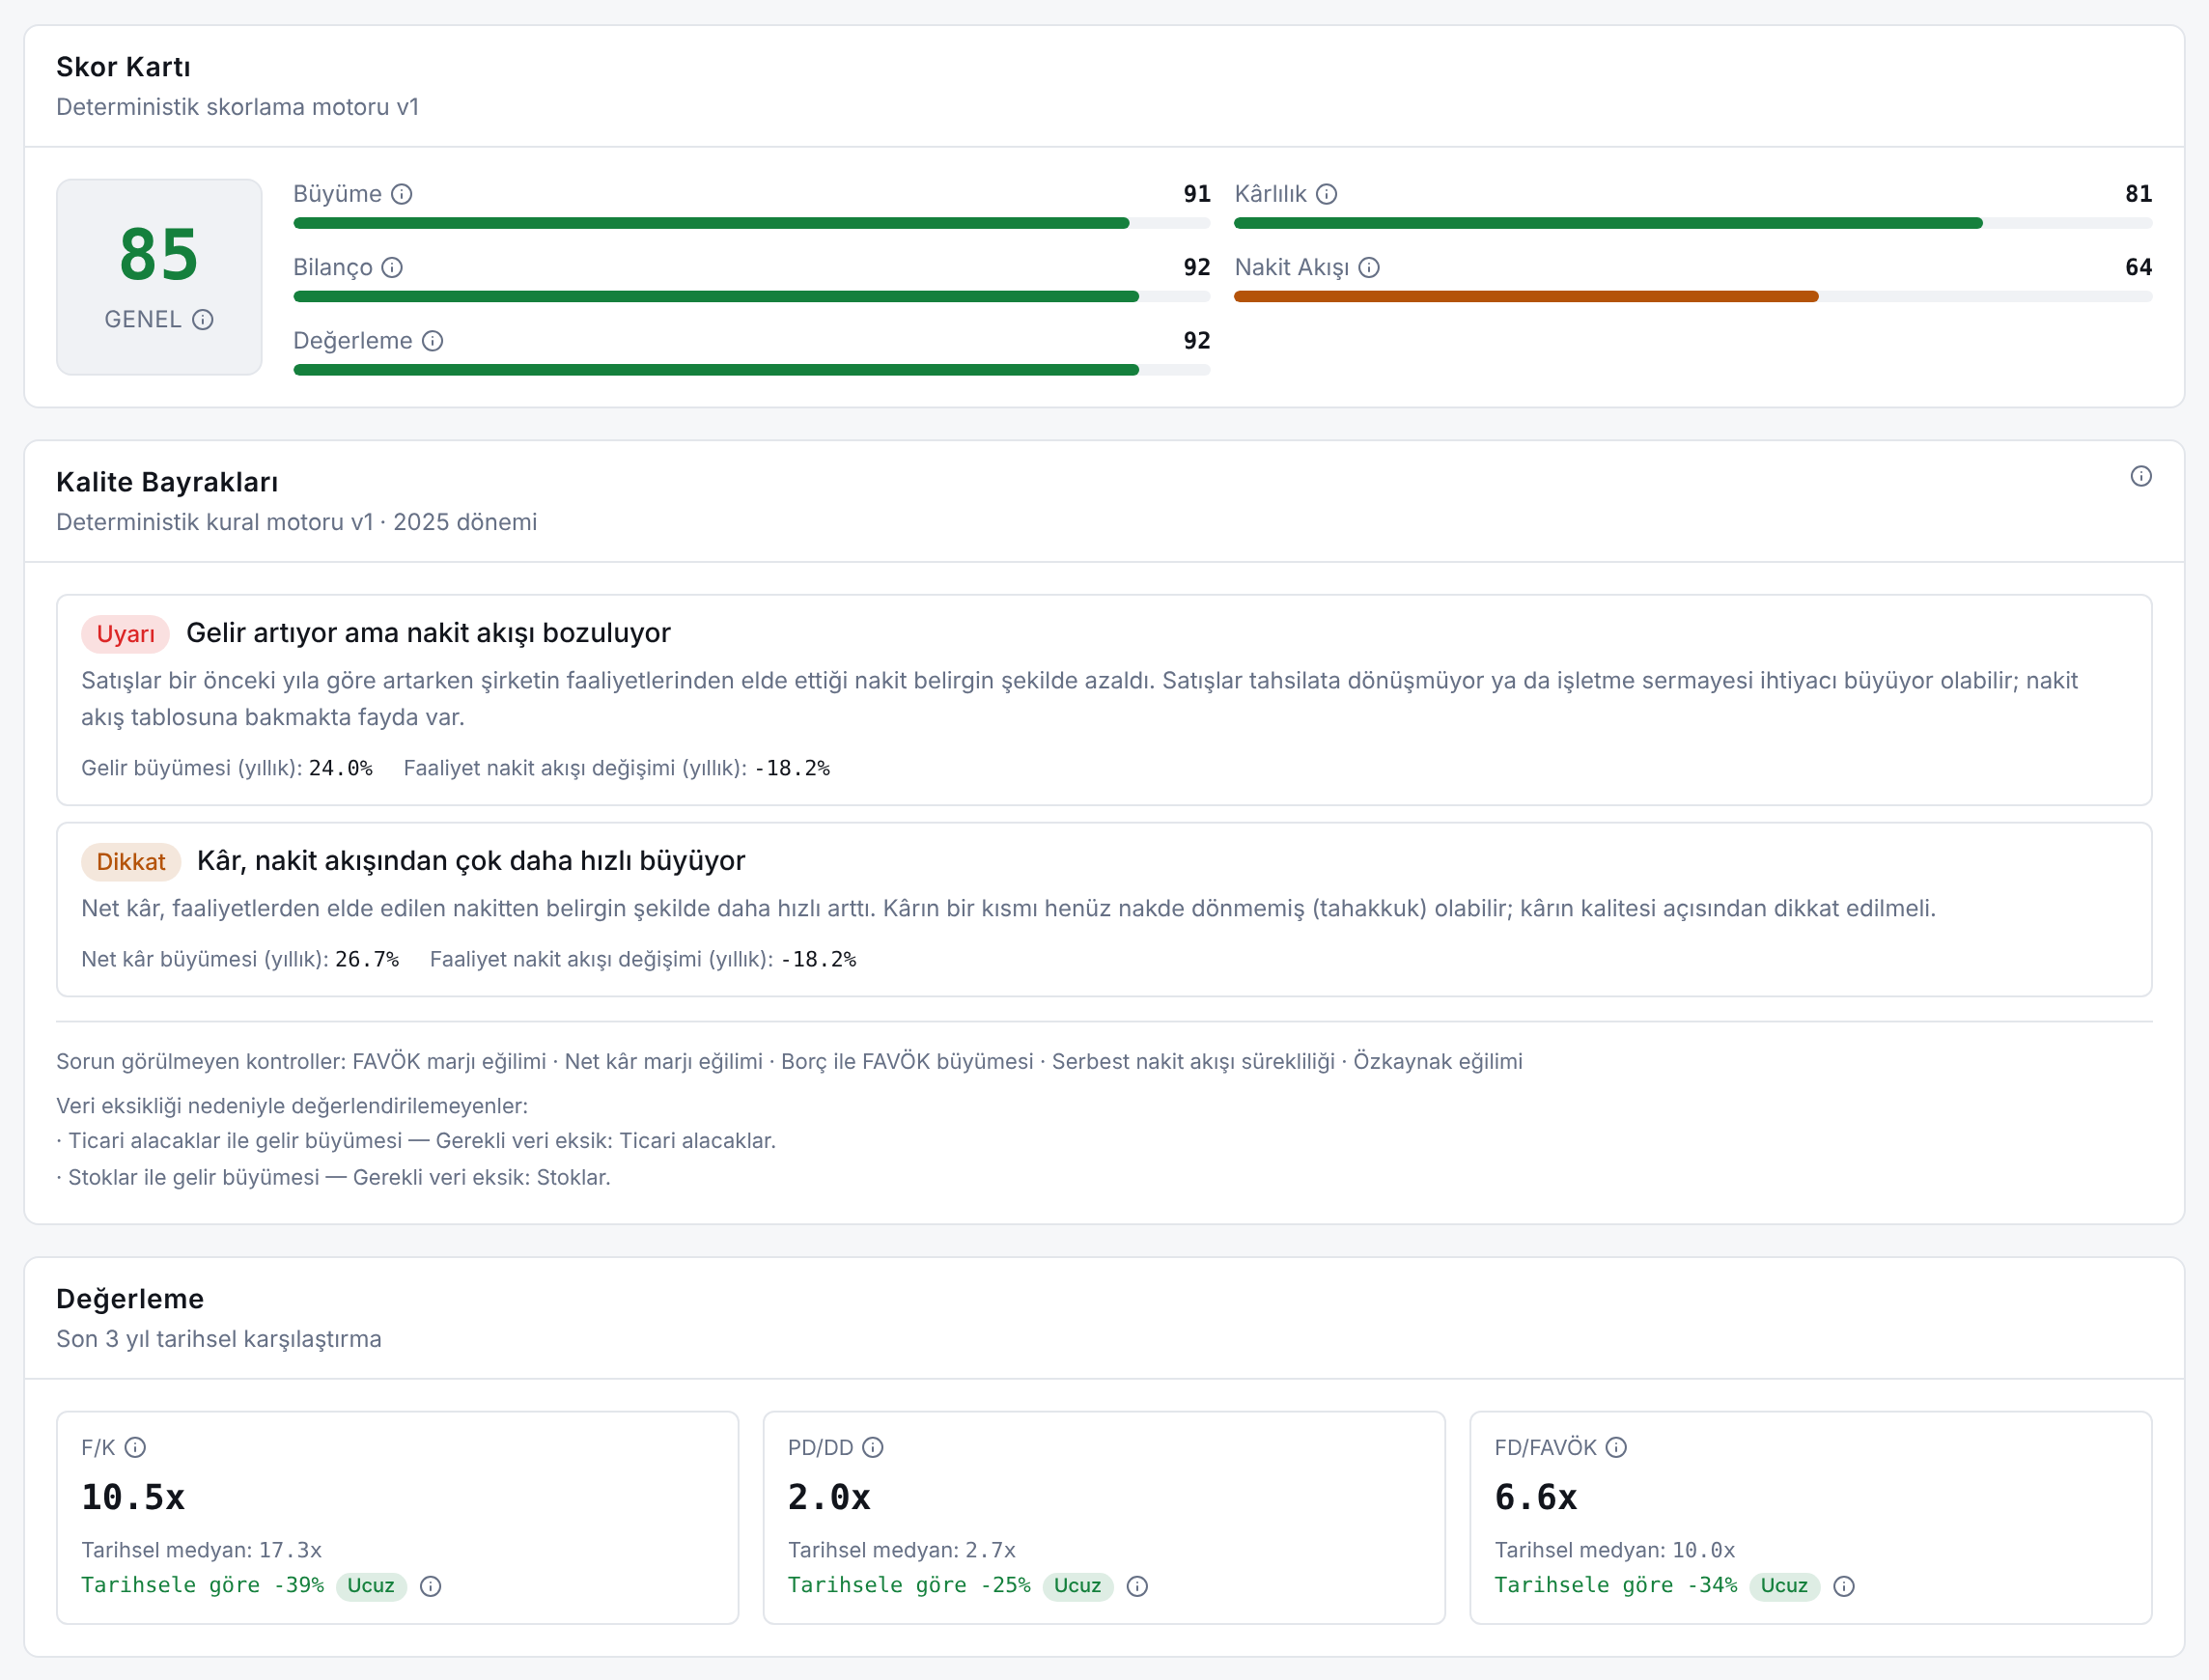 Skor Kartı
Deterministik skorlama motoru v1
85
GENEL
Büyüme 91
Kârlılık 81
Bilanço 92
Nakit Akışı 64
Değerleme 92
Kalite Bayrakları
Deterministik kural motoru v1 · 2025 dönemi
Uyarı Gelir artıyor ama nakit akışı bozuluyor
Satışlar bir önceki yıla göre artarken şirketin faaliyetlerinden elde ettiği nakit belirgin şekilde azaldı. Satışlar tahsilata dönüşmüyor ya da işletme sermayesi ihtiyacı büyüyor olabilir; nakit
akış tablosuna bakmakta fayda var.
Gelir büyümesi (yıllık): 24.0% Faaliyet nakit akışı değişimi (yıllık): -18.2%
Dikkat Kâr, nakit akışından çok daha hızlı büyüyor
Net kâr, faaliyetlerden elde edilen nakitten belirgin şekilde daha hızlı arttı. Kârın bir kısmı henüz nakde dönmemiş (tahakkuk) olabilir; kârın kalitesi açısından dikkat edilmeli.
Net kâr büyümesi (yıllık): 26.7% Faaliyet nakit akışı değişimi (yıllık): -18.2%
Sorun görülmeyen kontroller: FAVÖK marjı eğilimi · Net kâr marjı eğilimi · Borç ile FAVÖK büyümesi · Serbest nakit akışı sürekliliği · Özkaynak eğilimi
Veri eksikliği nedeniyle değerlendirilemeyenler:
· Ticari alacaklar ile gelir büyümesi — Gerekli veri eksik: Ticari alacaklar.
· Stoklar ile gelir büyümesi — Gerekli veri eksik: Stoklar.
Değerleme
Son 3 yıl tarihsel karşılaştırma
F/K
10.5x
Tarihsel medyan: 17.3x
Tarihsele göre -39% Ucuz
PD/DD
2.0x
Tarihsel medyan: 2.7x
Tarihsele göre -25% Ucuz
FD/FAVÖK
6.6x
Tarihsel medyan: 10.0x
Tarihsele göre -34% Ucuz